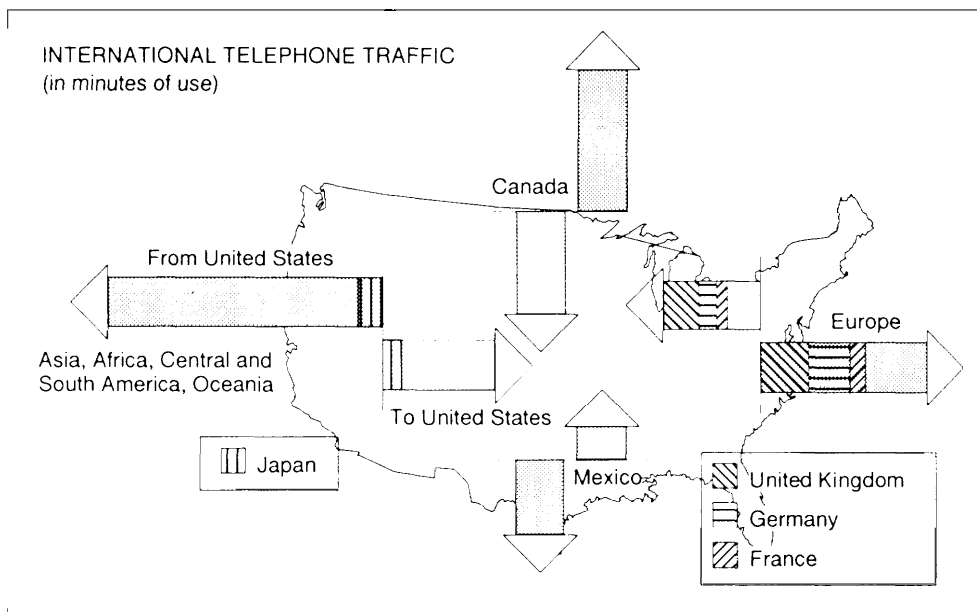 INTERNATIONAL TELEPHONE TRAFFIC
(in minutes of use)
Canada
From United States
Europe
Asia, Africa, Central and
South America, Oceania
To United States
Japan
Mexico
United Kingdom
Germany
France